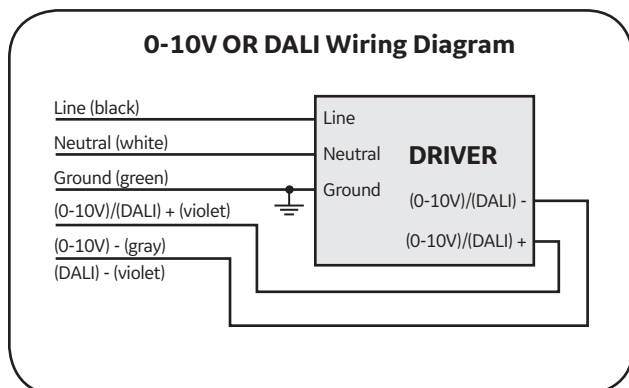 0-10V OR DALI Wiring Diagram
Line (black)
Neutral (white)
Ground (green)
(0-10V)/(DALI) + (violet)
(0-10V) - (gray)
(DALI) - (violet)
Line
Neutral
DRIVER
Ground
(0-10V)/(DALI) -
(0-10V)/(DALI) +